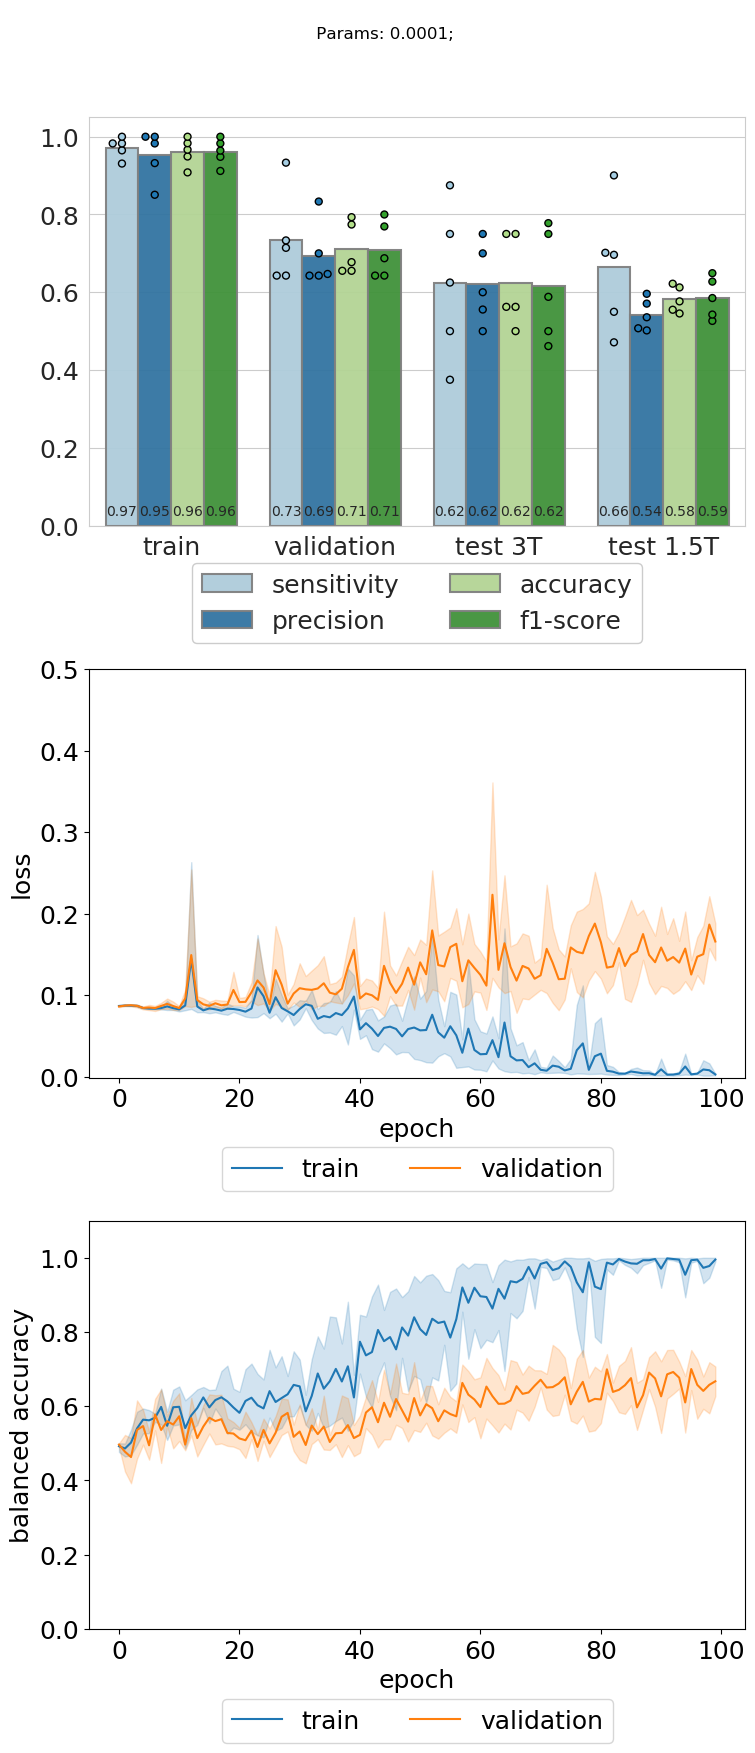 Params: 0.0001;
1.0
0.8
0.6
0.4
0.2
0.0
0.97 0.95 0.96 0.96 0.73 0.69 0.71 0.71 0.62 0.62 0.62 0.62 0.66 0.54 0.58 0.59
train validation test 3T test 1.5T
sensitivity accuracy
precision f1-score
0.5
0.4
0.3
0.2
0.1
0.0
loss
0 20 40 60 80 100
epoch
train validation
1.0
0.8
0.6
0.4
0.2
0.0
balanced accuracy
0 20 40 60 80 100
epoch
train validation